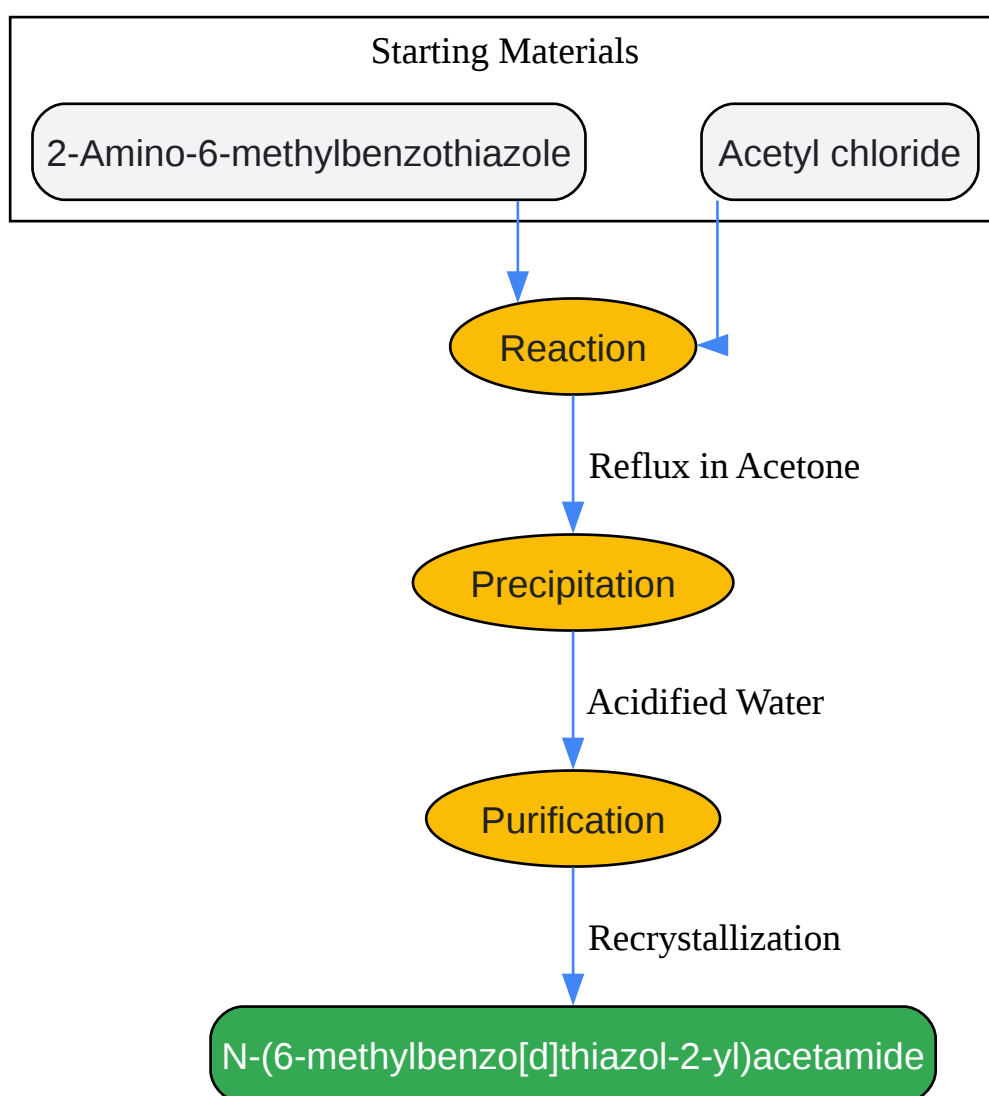 Starting Materials
2-Amino-6-methylbenzothiazole
Acetyl chloride
Reaction
Reflux in Acetone
Precipitation
Acidified Water
Purification
Recrystallization
N-(6-methylbenzo[d]thiazol-2-yl)acetamide